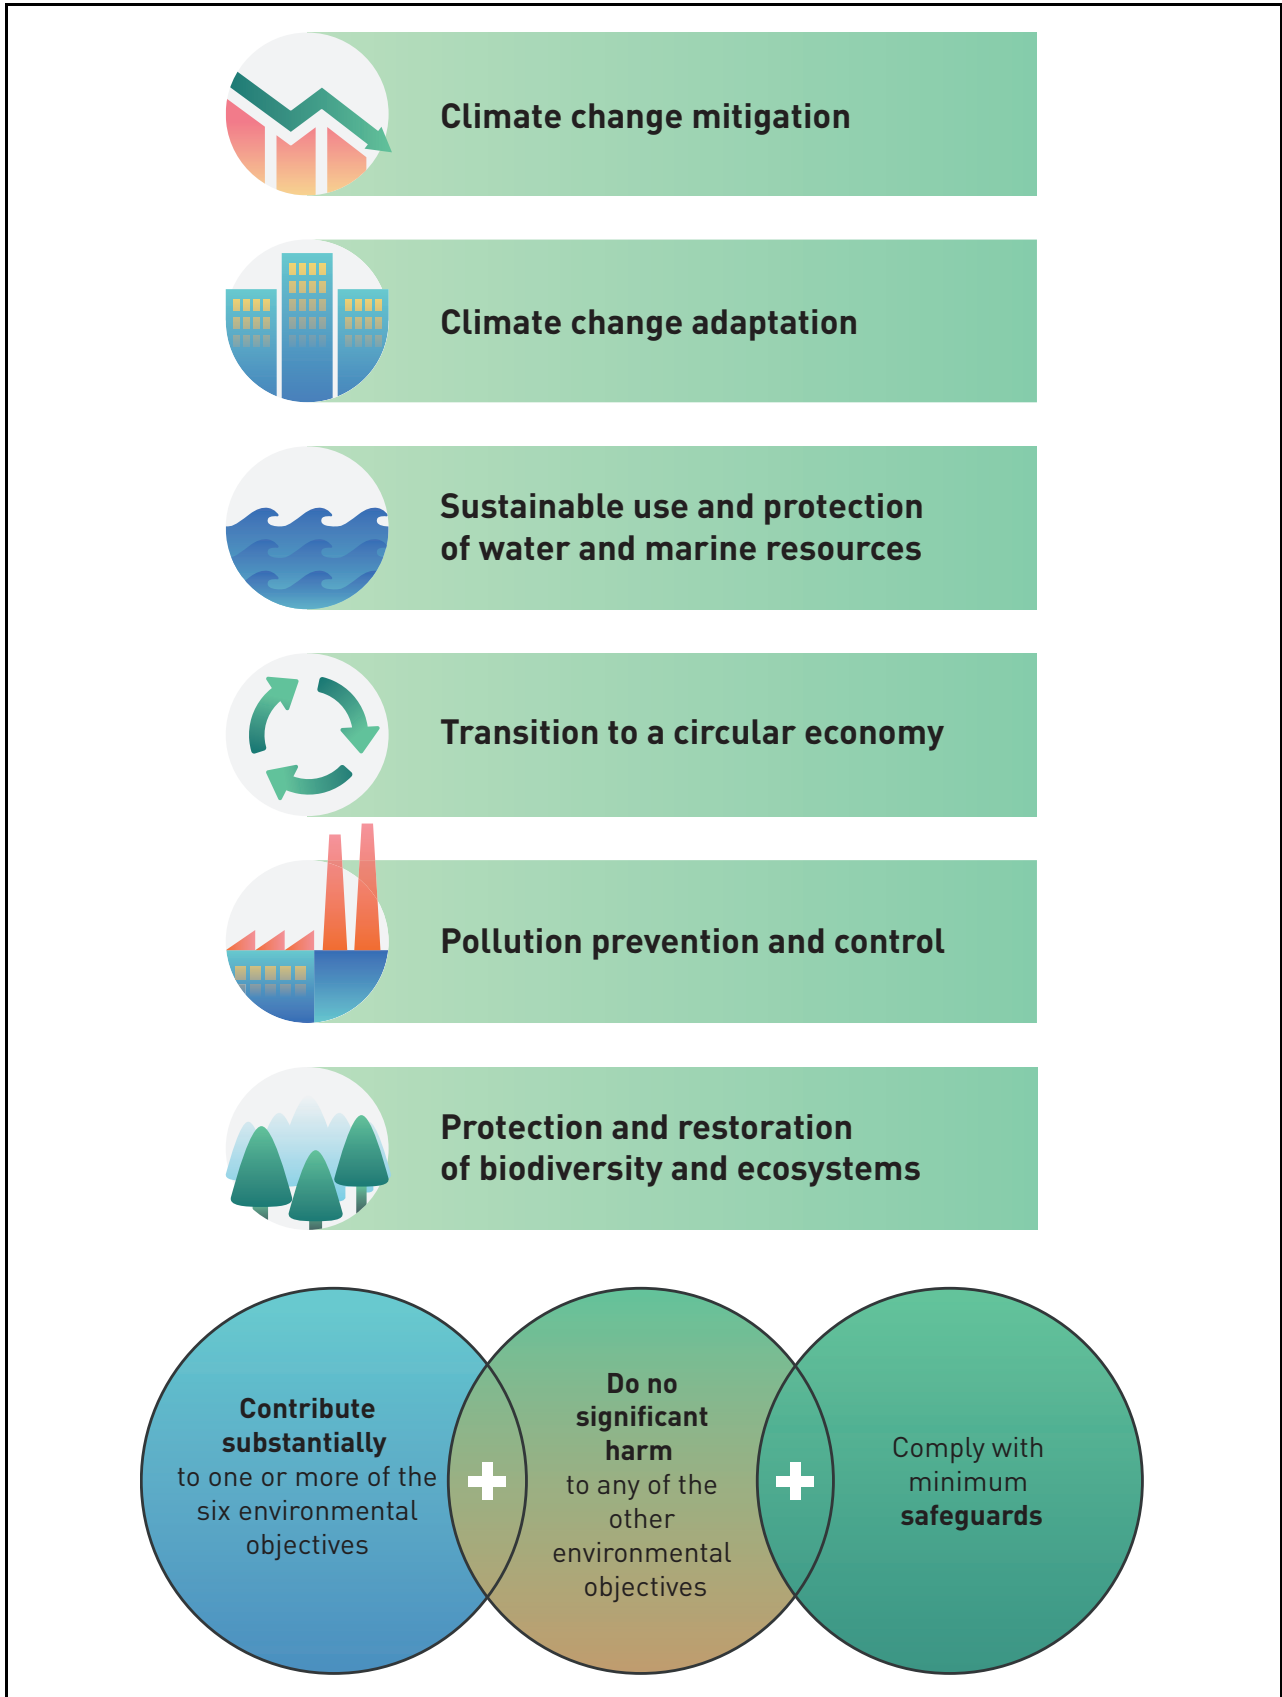 Climate change mitigation
Climate change adaptation
Sustainable use and protection
of water and marine resources
Transition to a circular economy
Pollution prevention and control
Protection and restoration
of biodiversity and ecosystems
Contribute
substantially
to one or more of the
six environmental
objectives
Do no
significant
harm
to any of the
other
environmental
objectives
Comply with
minimum
safeguards